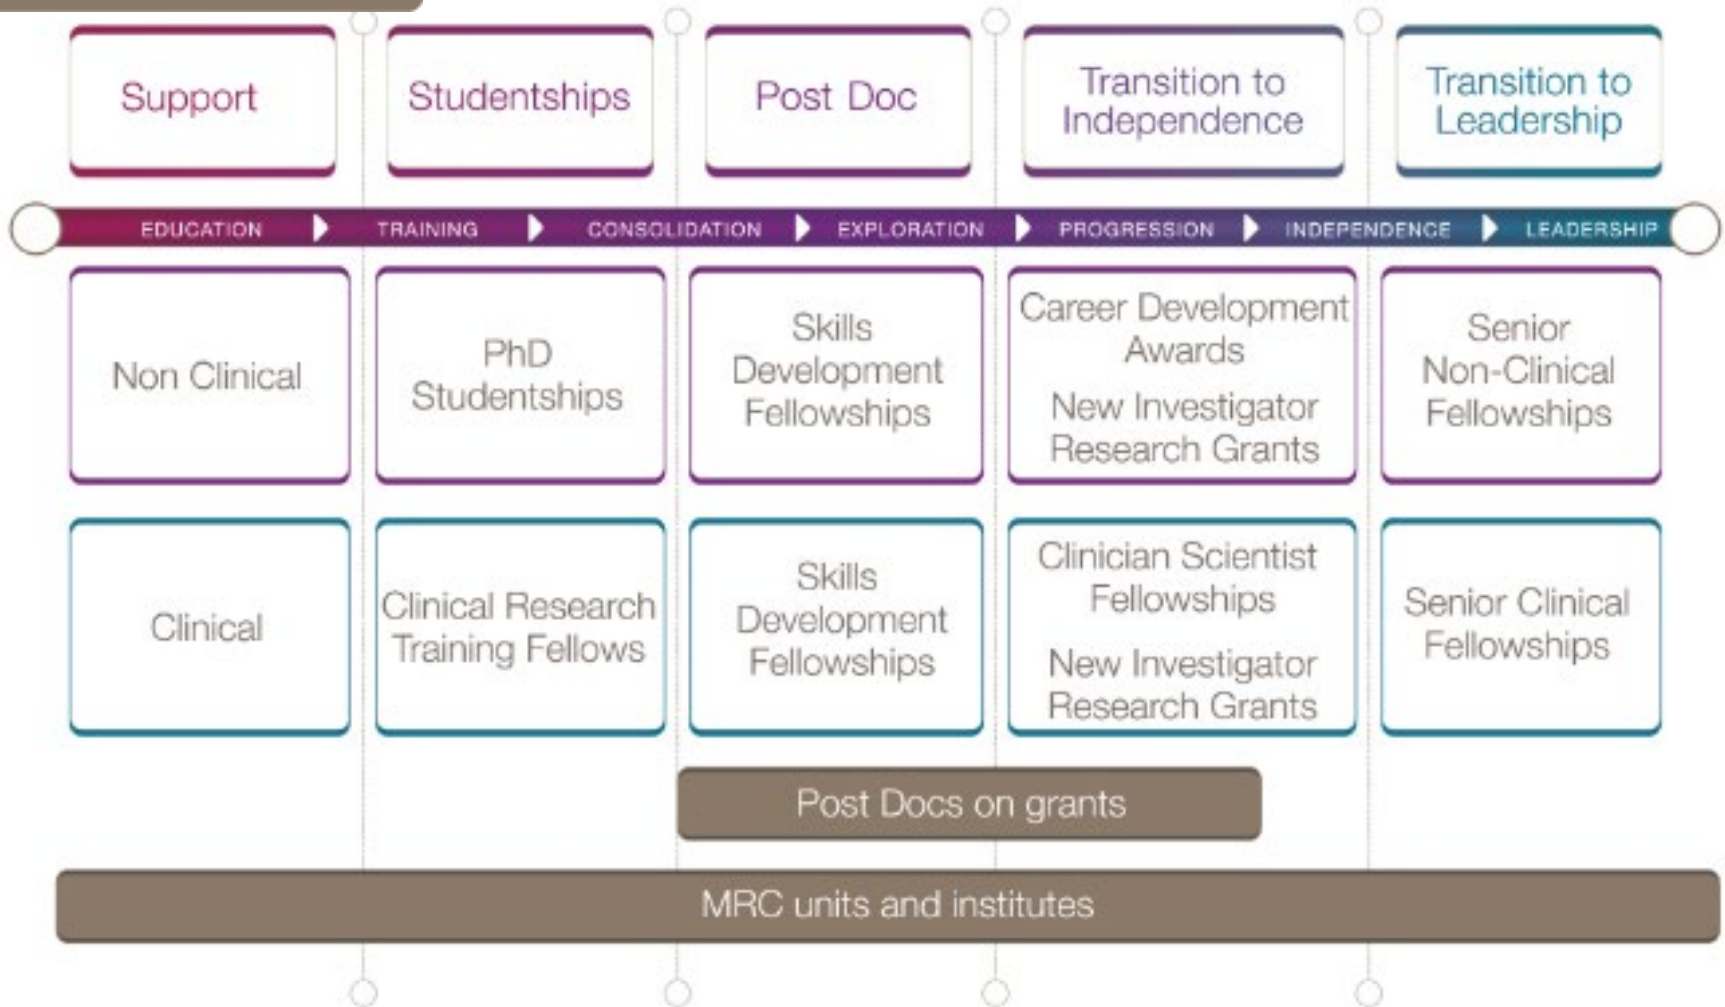 Support
Studentships
Post Doc
Transition to
Independence
Transition to
Leadership
EDUCATION
TRAINING
CONSOLIDATION
EXPLORATION
PROGRESSION
INDEPENDENCE
LEADERSHIP
Non Clinical
PhD
Studentships
Skills
Development
Fellowships
Career Development
Awards
New Investigator
Research Grants
Senior
Non-Clinical
Fellowships
Clinical
Clinical Research
Training Fellows
Skills
Development
Fellowships
Clinician Scientist
Fellowships
New Investigator
Research Grants
Senior Clinical
Fellowships
Post Docs on grants
MRC units and institutes